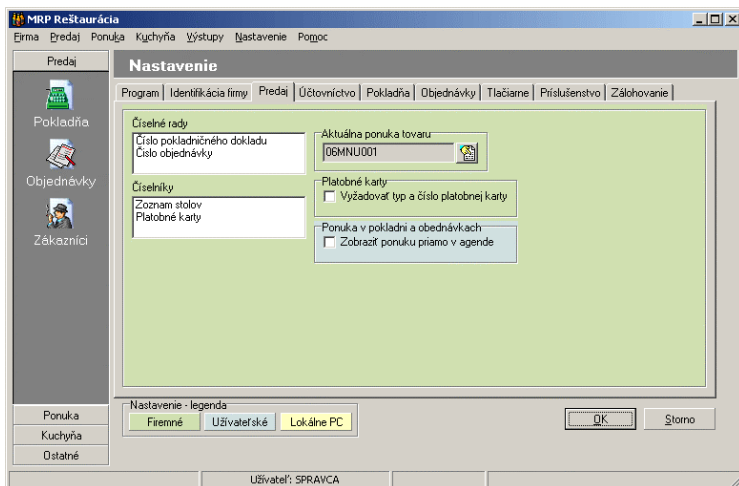 MRP Reštaurácia
Firma Predaj Ponuka Kuchyňa Výstupy Nastavenie Pomoc
Predaj
Nastavenie
Program Identifikácia firmy Predaj Účtovníctvo Pokladňa Objednávky Tlačiarne Príslušenstvo Zálohovanie
Pokladňa
Objednávky
Zákazníci
Číselné rady
Číslo pokladničného dokladu
Číslo objednávky
Aktuálna ponuka tovaru
06MNU001
Číselníky
Zoznam stolov
Platobné karty
Platobné karty
Vyžadovať typ a číslo platobnej karty
Ponuka v pokladni a obednávkach
Zobraziť ponuku priamo v agende
Nastavenie - legenda
Firemné Užívateľské Lokálne PC
OK Storno
Ponuka
Kuchyňa
Ostatné
Užívateľ: SPRAVCA